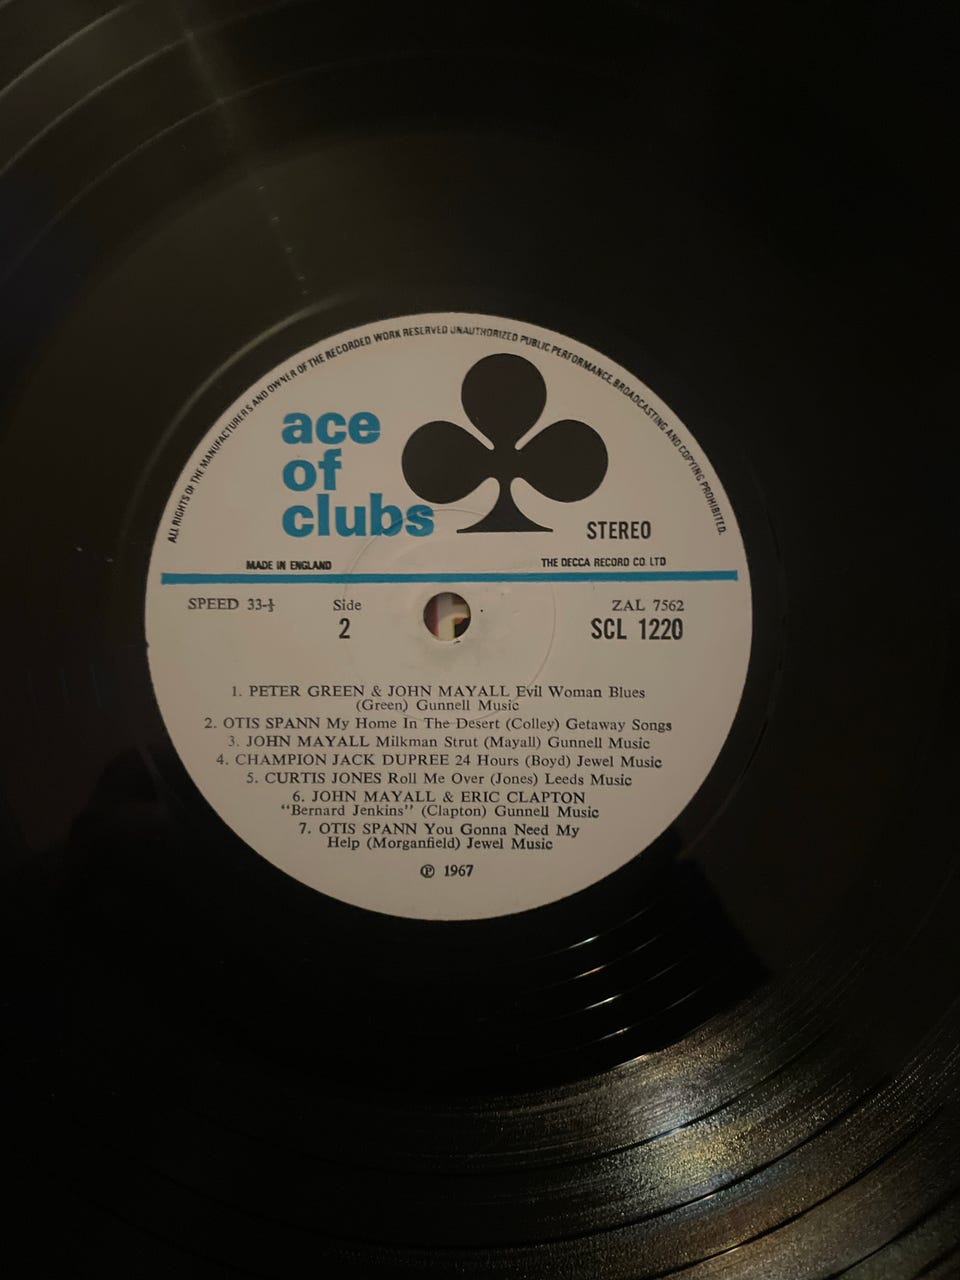 ALL RIGHTS OF THE MANUFACTURERS AND OWNER OF THE RECORDED WORK RESERVED UNAUTHORIZED PUBLIC PERFORMANCE, BROADCASTING AND COPYING PROHIBITED.
ace
of
clubs
STEREO
MADE IN ENGLAND THE DECCA RECORD CO. LTD
SPEED 33-⅓ Side ZAL 7562
2 SCL 1220
1. PETER GREEN & JOHN MAYALL Evil Woman Blues
(Green) Gunnell Music
2. OTIS SPANN My Home In The Desert (Colley) Getaway Songs
3. JOHN MAYALL Milkman Strut (Mayall) Gunnell Music
4. CHAMPION JACK DUPREE 24 Hours (Boyd) Jewel Music
5. CURTIS JONES Roll Me Over (Jones) Leeds Music
6. JOHN MAYALL & ERIC CLAPTON
"Bernard Jenkins" (Clapton) Gunnell Music
7. OTIS SPANN You Gonna Need My
Help (Morganfield) Jewel Music
℗ 1967